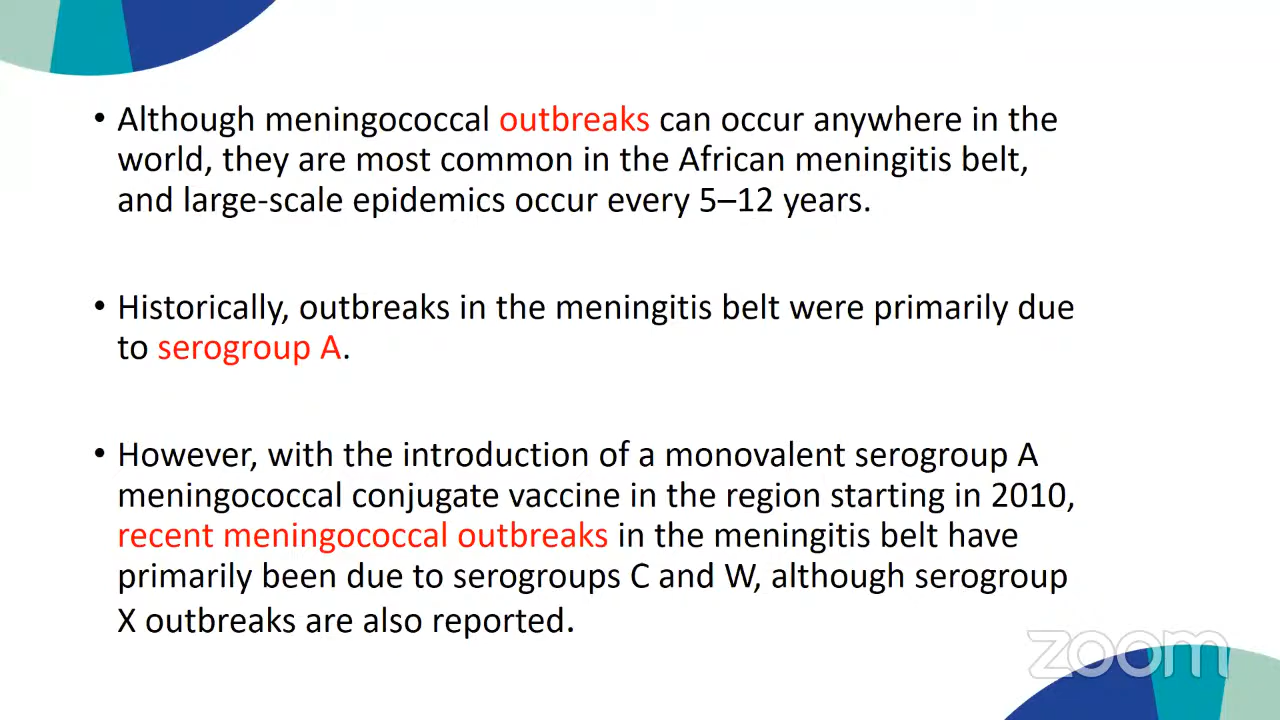 • Although meningococcal outbreaks can occur anywhere in the
world, they are most common in the African meningitis belt,
and large-scale epidemics occur every 5–12 years.
• Historically, outbreaks in the meningitis belt were primarily due
to serogroup A.
• However, with the introduction of a monovalent serogroup A
meningococcal conjugate vaccine in the region starting in 2010,
recent meningococcal outbreaks in the meningitis belt have
primarily been due to serogroups C and W, although serogroup
X outbreaks are also reported.
zoom